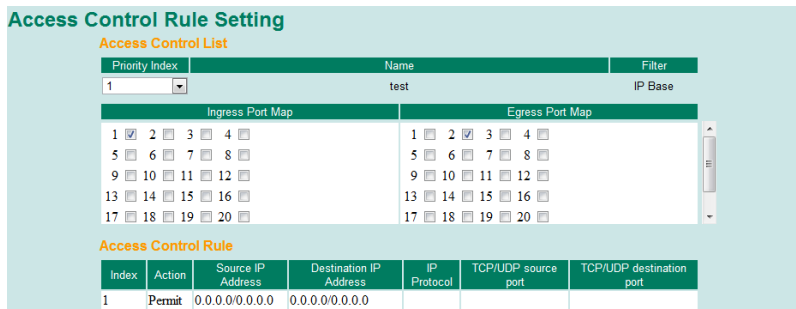 Access Control Rule Setting
Access Control List
Priority Index Name Filter
1 test IP Base
Ingress Port Map Egress Port Map
1 2 3 4 1 2 3 4
5 6 7 8 5 6 7 8
9 10 11 12 9 10 11 12
13 14 15 16 13 14 15 16
17 18 19 20 17 18 19 20
Access Control Rule
Index Action Source IP Address Destination IP Address IP Protocol TCP/UDP source port TCP/UDP destination port
1 Permit 0.0.0.0/0.0.0.0 0.0.0.0/0.0.0.0